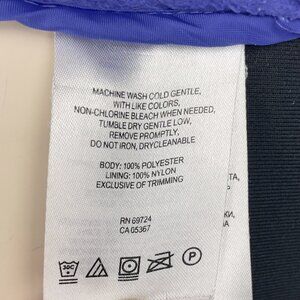 MACHINE WASH COLD GENTLE,
WITH LIKE COLORS,
NON-CHLORINE BLEACH WHEN NEEDED,
TUMBLE DRY GENTLE LOW,
REMOVE PROMPTLY,
DO NOT IRON, DRYCLEANABLE
BODY: 100% POLYESTER
LINING: 100% NYLON
EXCLUSIVE OF TRIMMING
RN 69724
CA 05367
30C
P